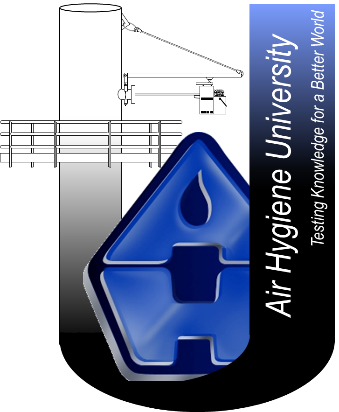 Air Hygiene University
Testing Knowledge for a Better World